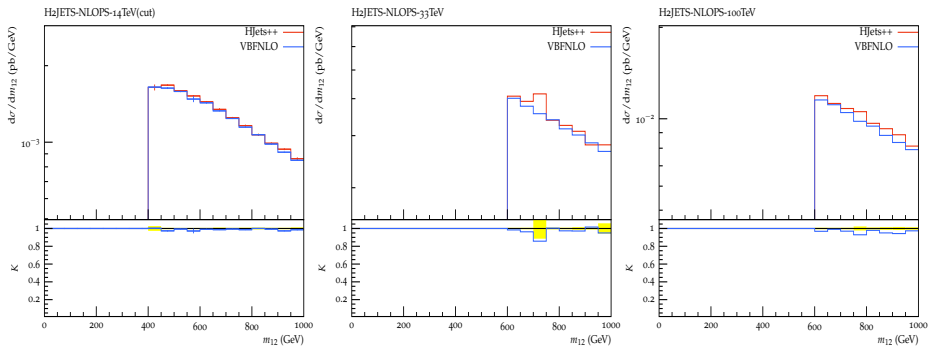 H2JETS-NLOPS-14TeV(cut)
HJets++
VBFNLO
dσ/dm12 (pb/GeV)
10−3
K
1
0.8
0.6
0.4
0.2
0 200 400 600 800 1000
m12 (GeV)
H2JETS-NLOPS-33TeV
HJets++
VBFNLO
dσ/dm12 (pb/GeV)
K
1
0.8
0.6
0.4
0.2
0 200 400 600 800 1000
m12 (GeV)
H2JETS-NLOPS-100TeV
HJets++
VBFNLO
dσ/dm12 (pb/GeV)
10−2
K
1
0.8
0.6
0.4
0.2
0 200 400 600 800 1000
m12 (GeV)